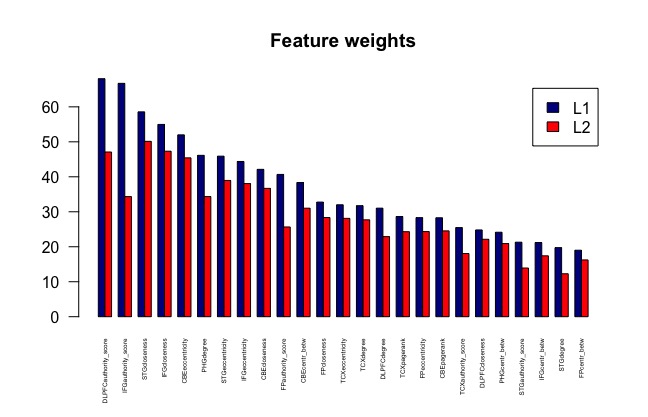 Feature weights
L1
L2
60
50
40
30
20
10
0
DLPFCauthority_score
IFGauthority_score
STGcloseness
IFGcloseness
CBEeccentricity
PHGdegree
STGeccentricity
IFGeccentricity
CBEcloseness
FPauthority_score
CBEcentr_betw
FPcloseness
TCXeccentricity
TCXdegree
DLPFCdegree
TCXpagerank
FPeccentricity
CBEpagerank
TCXauthority_score
DLPFCcloseness
PHGcentr_betw
STGauthority_score
IFGcentr_betw
STGdegree
FPcentr_betw